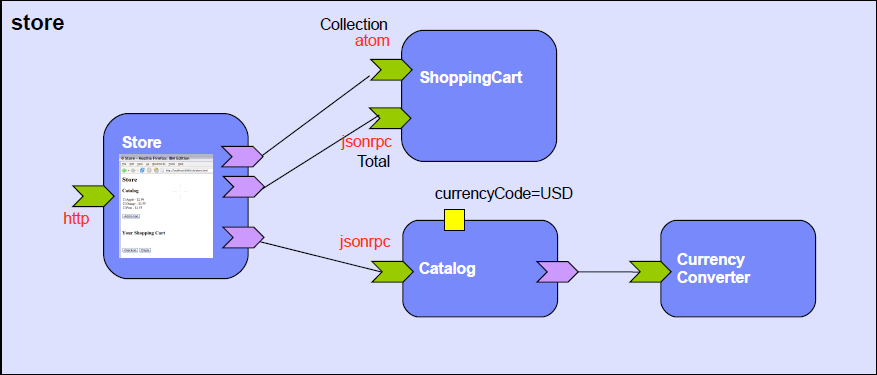 store
Collection
atom
ShoppingCart
Store
jsonrpc
Total
http
currencyCode=USD
jsonrpc
Catalog
Currency
Converter
Store
Catalog
Your Shopping Cart